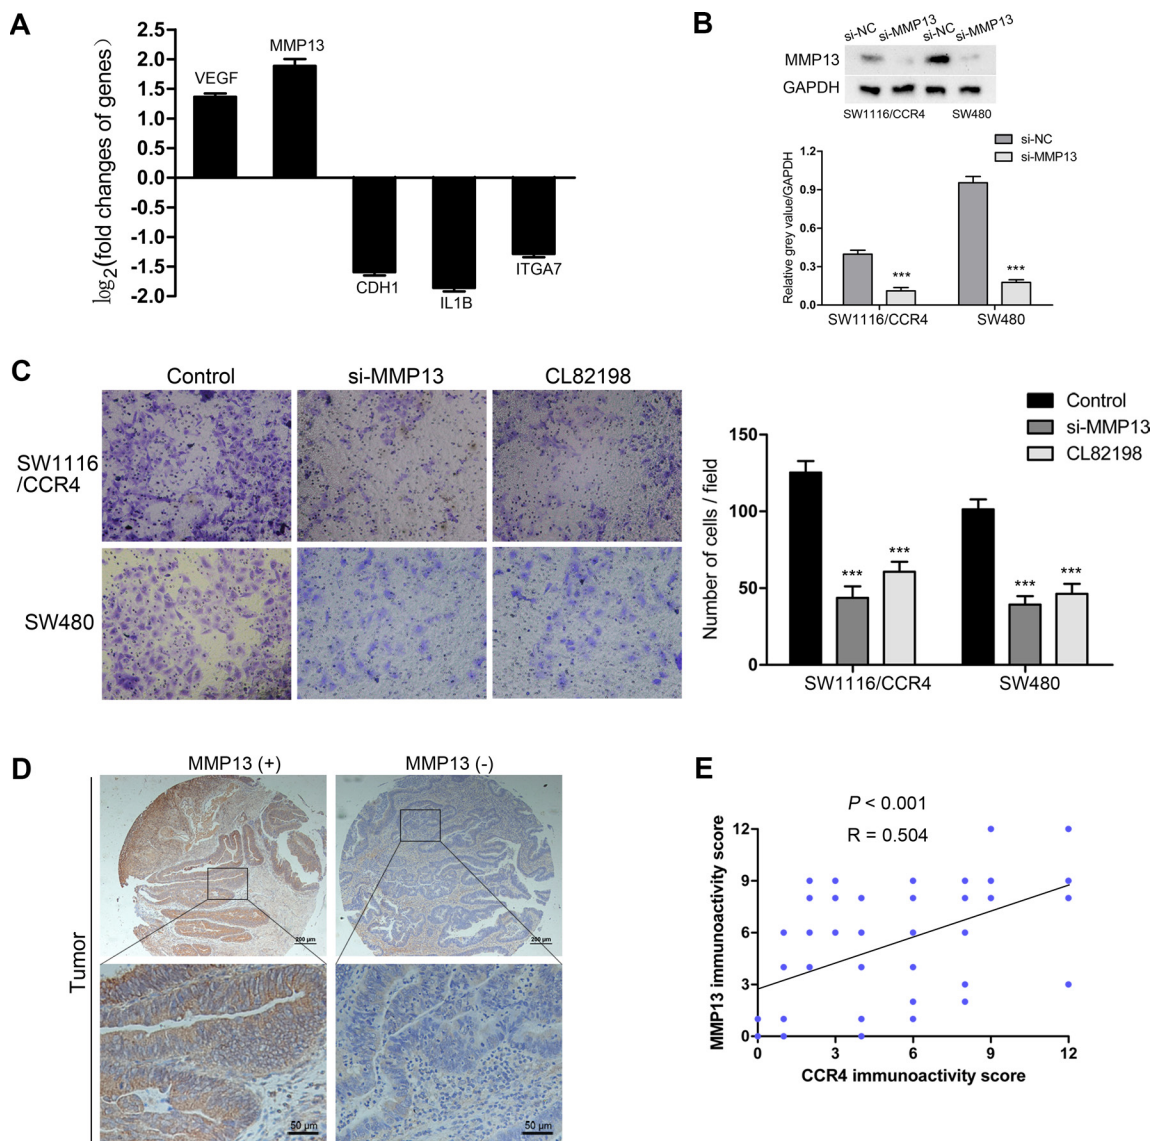 A
log2(fold changes of genes)
2.5
2.0
1.5
1.0
0.5
0.0
-0.5
-1.0
-1.5
-2.0
VEGF
MMP13
CDH1
IL1B
ITGA7
B
si-NC si-MMP13 si-NC si-MMP13
MMP13
GAPDH
SW1116/CCR4 SW480
si-NC
si-MMP13
Relative grey value/GAPDH
1.2
0.9
0.6
0.3
0.0
***
***
SW1116/CCR4 SW480
C
Control si-MMP13 CL82198
SW1116
/CCR4
SW480
Control
si-MMP13
CL82198
Number of cells / field
150
100
50
0
*** ***
*** ***
SW1116/CCR4 SW480
D
MMP13 (+) MMP13 (-)
Tumor
200 µm
200 µm
50 µm
50 µm
E
P < 0.001
R = 0.504
MMP13 immunoactivity score
12
9
6
3
0
0 3 6 9 12
CCR4 immunoactivity score